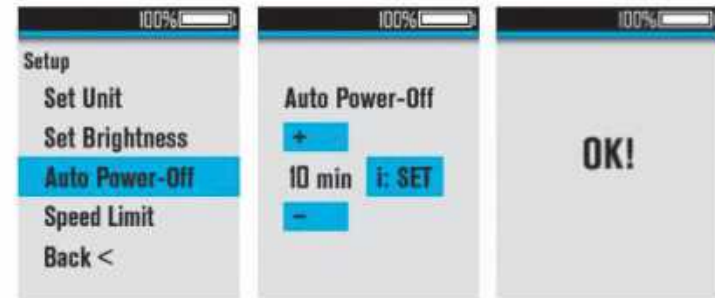 100%
Setup
Set Unit
Set Brightness
Auto Power-Off
Speed Limit
Back <
100%
Auto Power-Off
+
10 min i: SET
−
100%
OK!